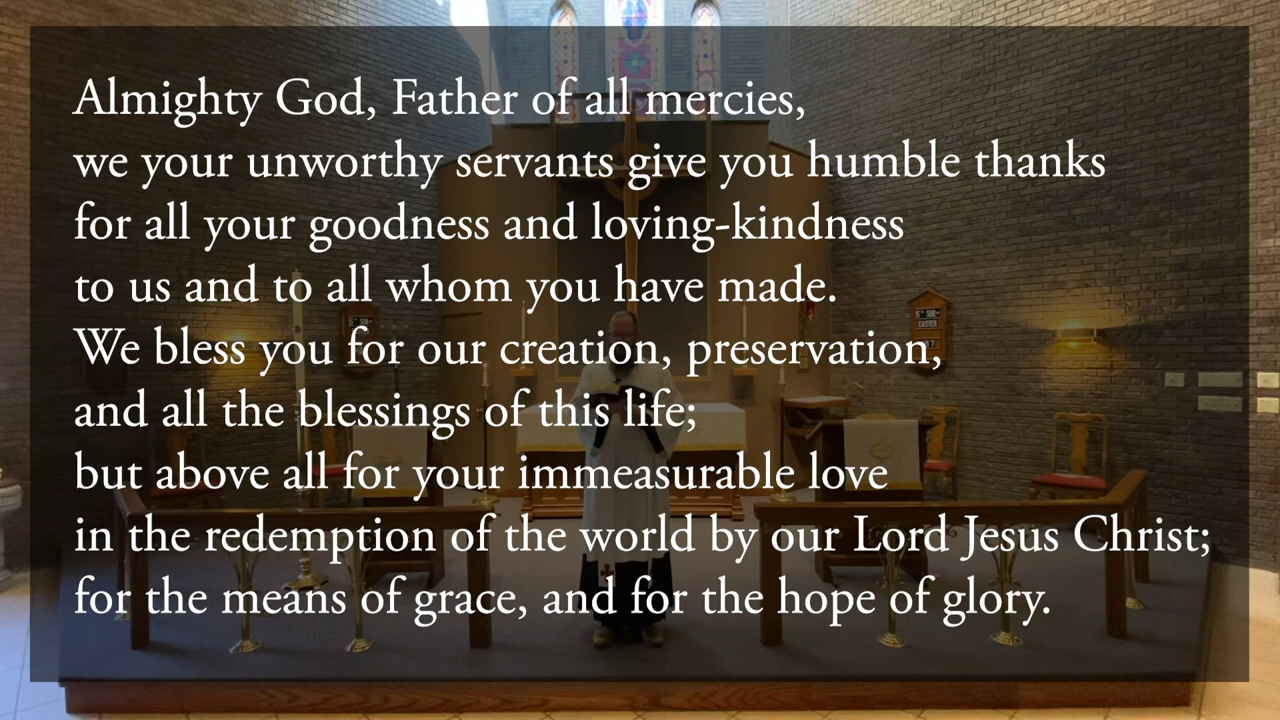 Almighty God, Father of all mercies,
we your unworthy servants give you humble thanks
for all your goodness and loving-kindness
to us and to all whom you have made.
We bless you for our creation, preservation,
and all the blessings of this life;
but above all for your immeasurable love
in the redemption of the world by our Lord Jesus Christ;
for the means of grace, and for the hope of glory.
EASTER